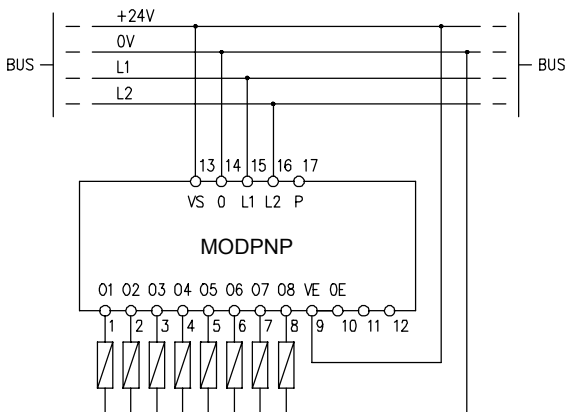 +24V
0V
BUS BUS
L1
L2
13 14 15 16 17
VS 0 L1 L2 P
MODPNP
01 02 03 04 05 06 07 08 VE 0E
1 2 3 4 5 6 7 8 9 10 11 12